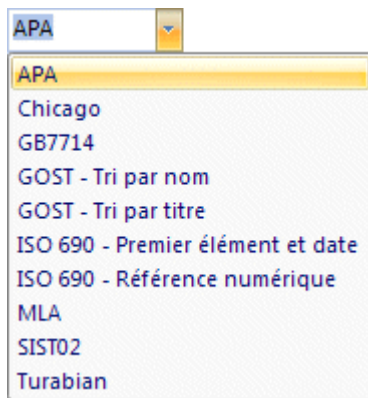 APA
APA
Chicago
GB7714
GOST - Tri par nom
GOST - Tri par titre
ISO 690 - Premier élément et date
ISO 690 - Référence numérique
MLA
SIST02
Turabian